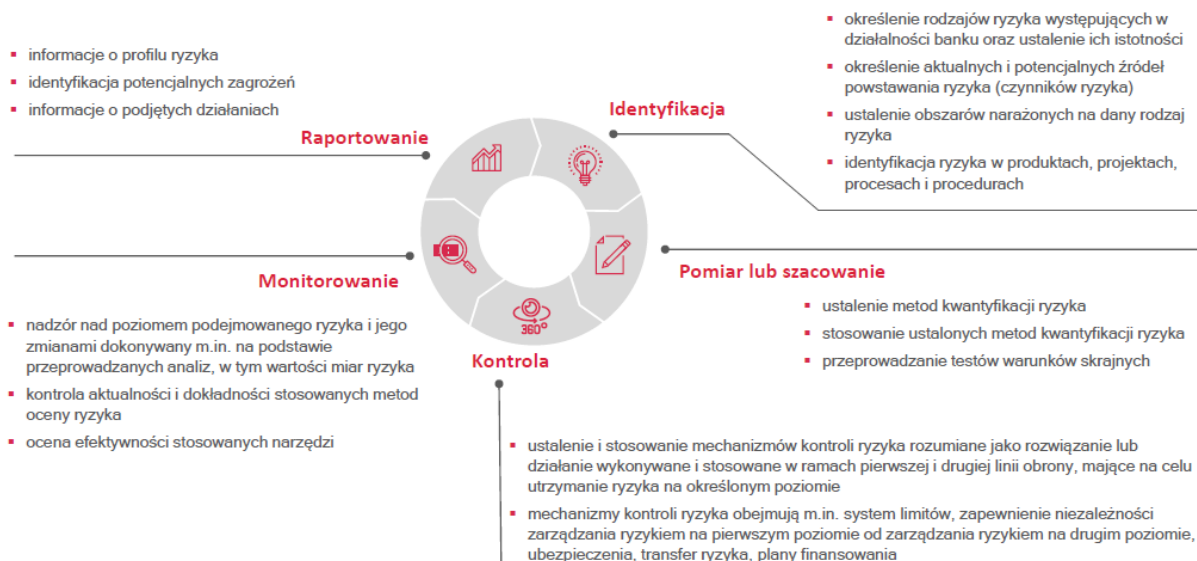 informacje o profilu ryzyka
identyfikacja potencjalnych zagrożeń
informacje o podjętych działaniach
Raportowanie
Identyfikacja
określenie rodzajów ryzyka występujących w
działalności banku oraz ustalenie ich istotności
określenie aktualnych i potencjalnych źródeł
powstawania ryzyka (czynników ryzyka)
ustalenie obszarów narażonych na dany rodzaj
ryzyka
identyfikacja ryzyka w produktach, projektach,
procesach i procedurach
Monitorowanie
nadzór nad poziomem podejmowanego ryzyka i jego
zmianami dokonywany m.in. na podstawie
przeprowadzanych analiz, w tym wartości miar ryzyka
kontrola aktualności i dokładności stosowanych metod
oceny ryzyka
ocena efektywności stosowanych narzędzi
Pomiar lub szacowanie
ustalenie metod kwantyfikacji ryzyka
stosowanie ustalonych metod kwantyfikacji ryzyka
przeprowadzanie testów warunków skrajnych
360°
Kontrola
ustalenie i stosowanie mechanizmów kontroli ryzyka rozumiane jako rozwiązanie lub
działanie wykonywane i stosowane w ramach pierwszej i drugiej linii obrony, mające na celu
utrzymanie ryzyka na określonym poziomie
mechanizmy kontroli ryzyka obejmują m.in. system limitów, zapewnienie niezależności
zarządzania ryzykiem na pierwszym poziomie od zarządzania ryzykiem na drugim poziomie,
ubezpieczenia, transfer ryzyka, plany finansowania